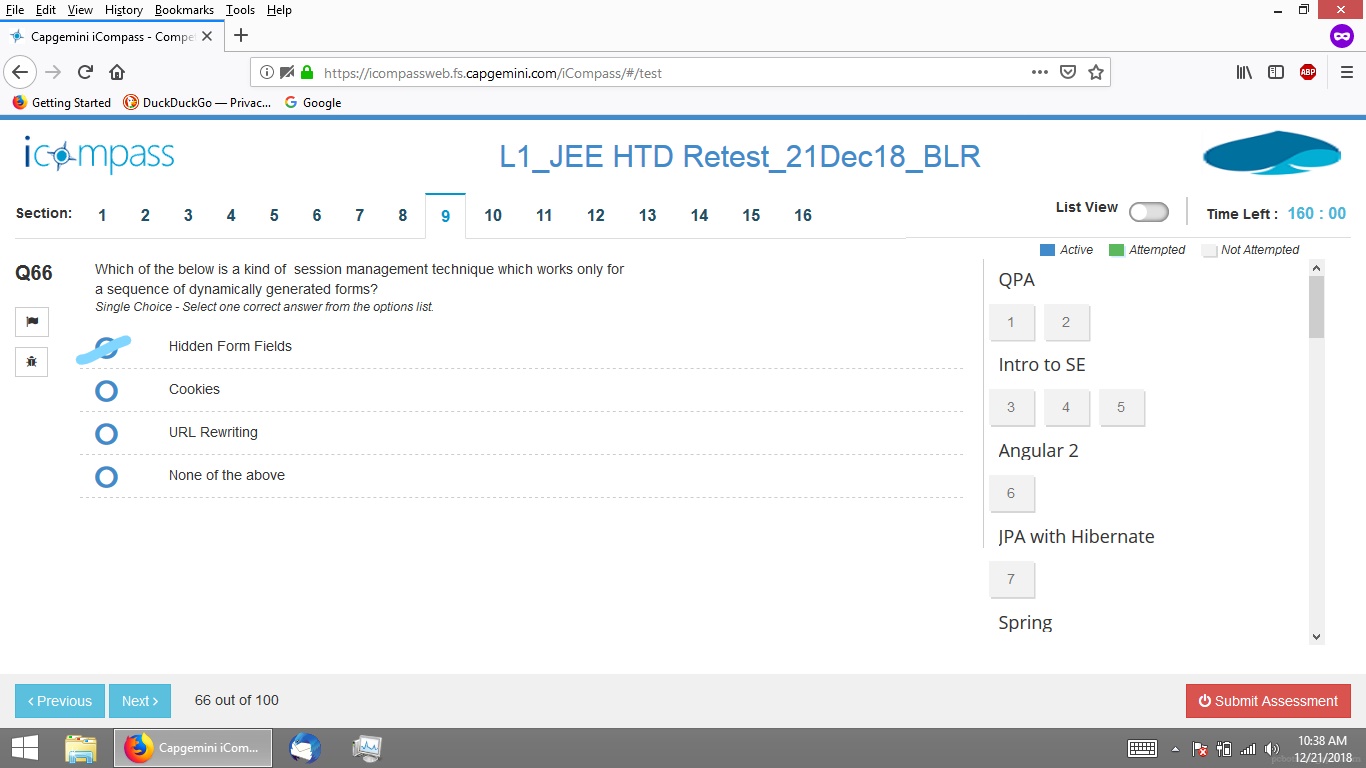 File Edit View History Bookmarks Tools Help
Capgemini iCompass - Compe
https://icompassweb.fs.capgemini.com/iCompass/#/test
ABP
Getting Started DuckDuckGo — Privac... Google
icompass
L1_JEE HTD Retest_21Dec18_BLR
Section: 1 2 3 4 5 6 7 8 9 10 11 12 13 14 15 16
List View
Time Left : 160 : 00
Active Attempted Not Attempted
Q66
Which of the below is a kind of session management technique which works only for
a sequence of dynamically generated forms?
Single Choice - Select one correct answer from the options list.
Hidden Form Fields
Cookies
URL Rewriting
None of the above
QPA
1 2
Intro to SE
3 4 5
Angular 2
6
JPA with Hibernate
7
Spring
Previous Next 66 out of 100
Submit Assessment
Capgemini iCom...
10:38 AM
12/21/2018